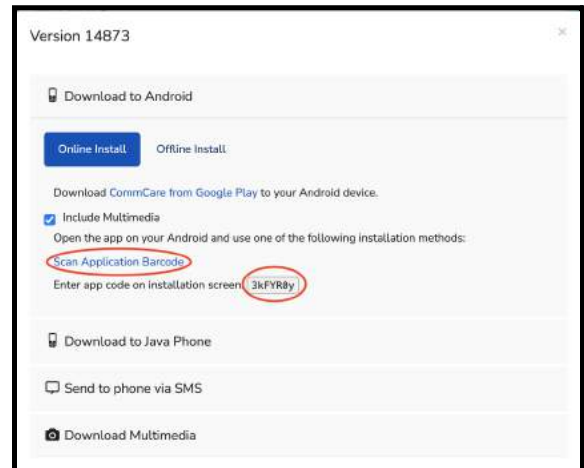 Version 14873
×
Download to Android
Online Install Offline Install
Download CommCare from Google Play to your Android device.
Include Multimedia
Open the app on your Android and use one of the following installation methods:
Scan Application Barcode
Enter app code on installation screen 3kFYR8y
Download to Java Phone
Send to phone via SMS
Download Multimedia